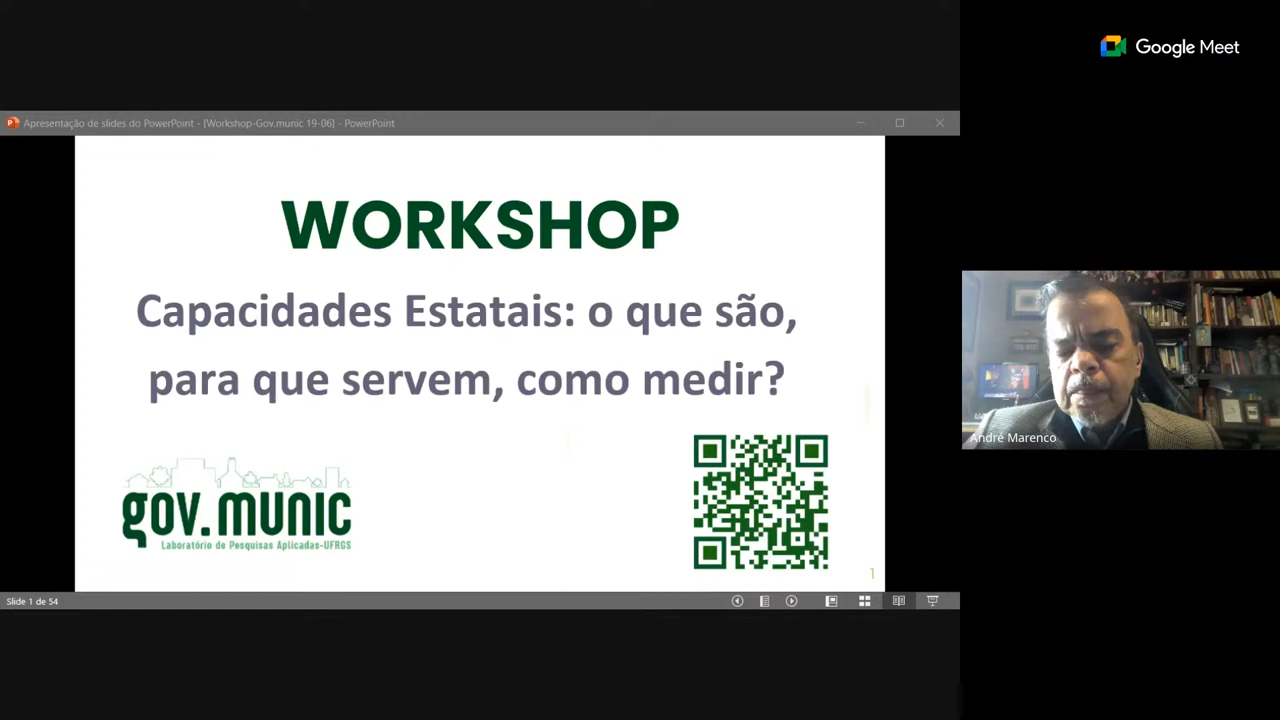 Google Meet
Apresentação de slides do PowerPoint - [Workshop-Gov.munic 19-06] - PowerPoint
WORKSHOP
Capacidades Estatais: o que são,
para que servem, como medir?
gov.munic
Laboratório de Pesquisas Aplicadas-UFRGS
1
André Marenco
Slide 1 de 54